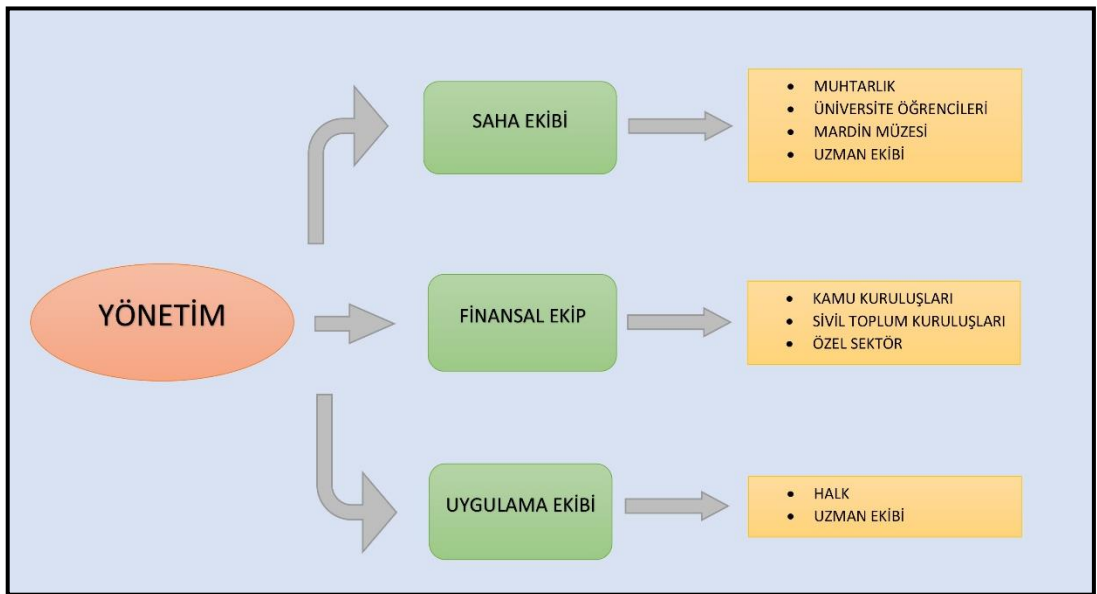 YÖNETİM
SAHA EKİBİ
• MUHTARLIK
• ÜNİVERSİTE ÖĞRENCİLERİ
• MARDİN MÜZESİ
• UZMAN EKİBİ
FİNANSAL EKİP
• KAMU KURULUŞLARI
• SİVİL TOPLUM KURULUŞLARI
• ÖZEL SEKTÖR
UYGULAMA EKİBİ
• HALK
• UZMAN EKİBİ